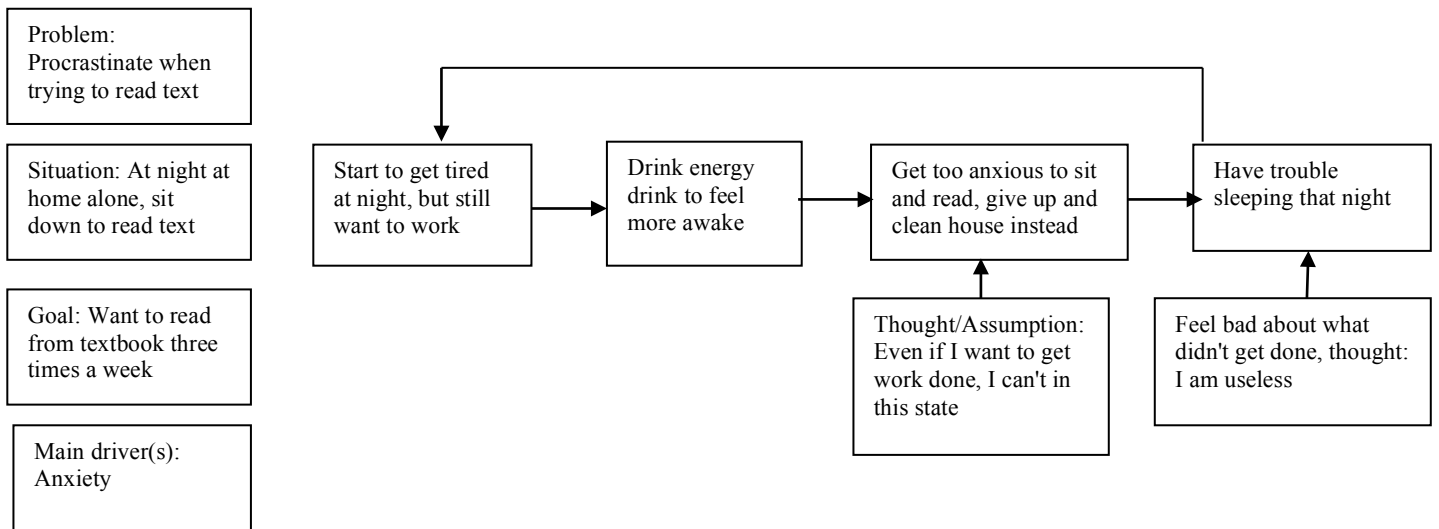 Problem:
Procrastinate when
trying to read text
Situation: At night at
home alone, sit
down to read text
Goal: Want to read
from textbook three
times a week
Main driver(s):
Anxiety
Start to get tired
at night, but still
want to work
Drink energy
drink to feel
more awake
Get too anxious to sit
and read, give up and
clean house instead
Have trouble
sleeping that night
Thought/Assumption:
Even if I want to get
work done, I can't in
this state
Feel bad about what
didn't get done, thought:
I am useless